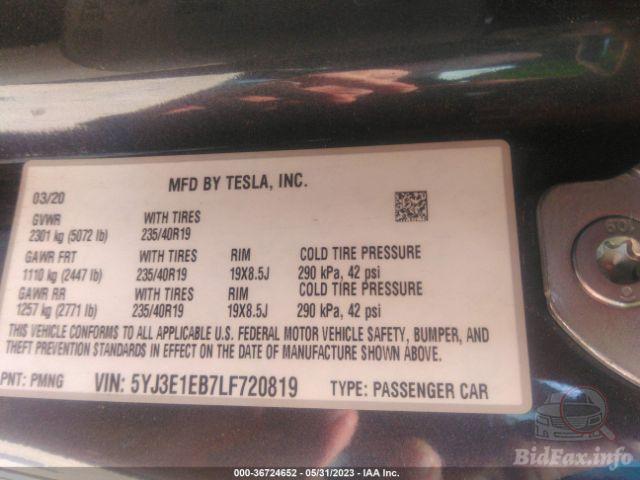 MFD BY TESLA, INC.
03/20
GVWR WITH TIRES
2301 kg (5072 lb) 235/40R19
GAWR FRT WITH TIRES RIM COLD TIRE PRESSURE
1110 kg (2447 lb) 235/40R19 19X8.5J 290 kPa, 42 psi
GAWR RR WITH TIRES RIM COLD TIRE PRESSURE
1257 kg (2771 lb) 235/40R19 19X8.5J 290 kPa, 42 psi
THIS VEHICLE CONFORMS TO ALL APPLICABLE U.S. FEDERAL MOTOR VEHICLE SAFETY, BUMPER, AND
THEFT PREVENTION STANDARDS IN EFFECT ON THE DATE OF MANUFACTURE SHOWN ABOVE.
PNT: PMNG VIN: 5YJ3E1EB7LF720819 TYPE: PASSENGER CAR
BidFax.info
000-36724652 - 05/31/2023 - IAA Inc.